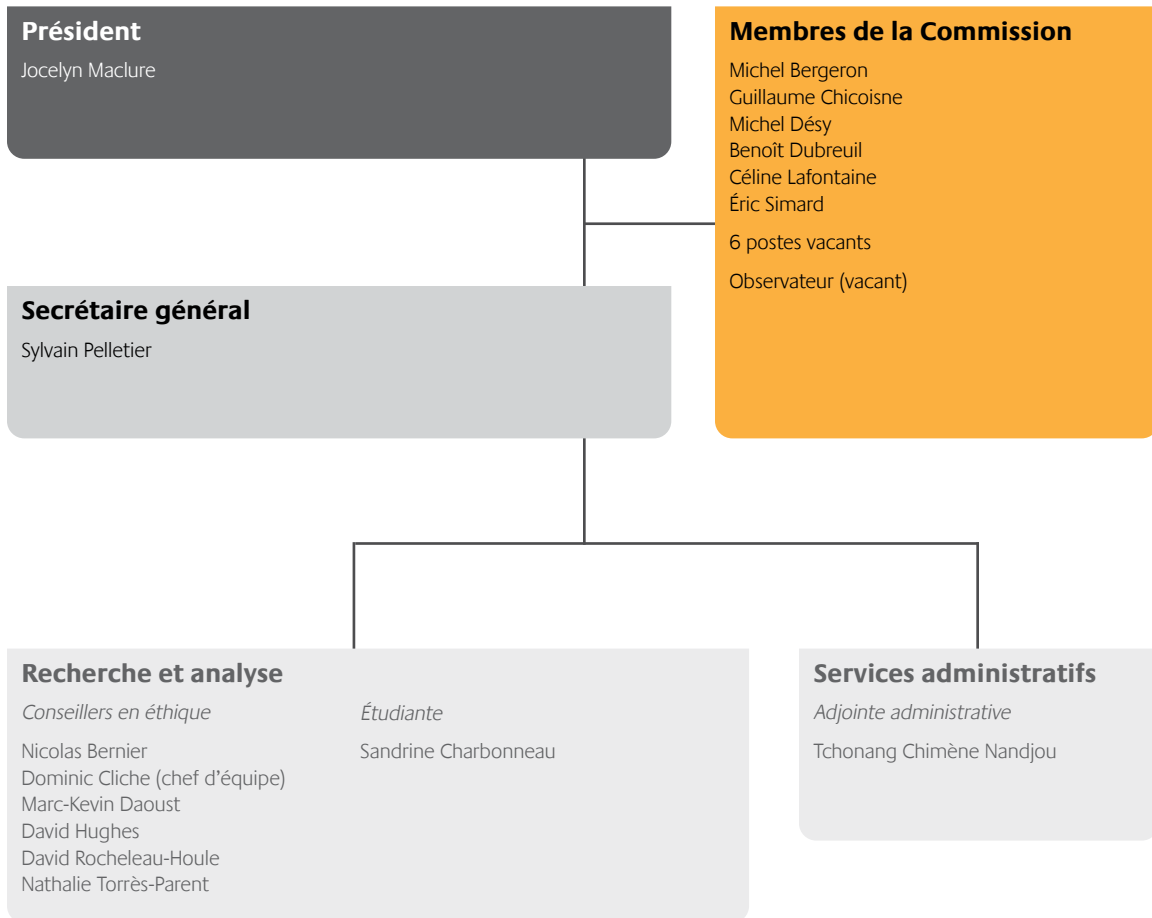 Président
Jocelyn Maclure
Membres de la Commission
Michel Bergeron
Guillaume Chicoisne
Michel Désy
Benoît Dubreuil
Céline Lafontaine
Éric Simard
6 postes vacants
Observateur (vacant)
Secrétaire général
Sylvain Pelletier
Recherche et analyse
Conseillers en éthique
Nicolas Bernier
Dominic Cliche (chef d’équipe)
Marc-Kevin Daoust
David Hughes
David Rocheleau-Houle
Nathalie Torrès-Parent
Étudiante
Sandrine Charbonneau
Services administratifs
Adjointe administrative
Tchonang Chimène Nandjou